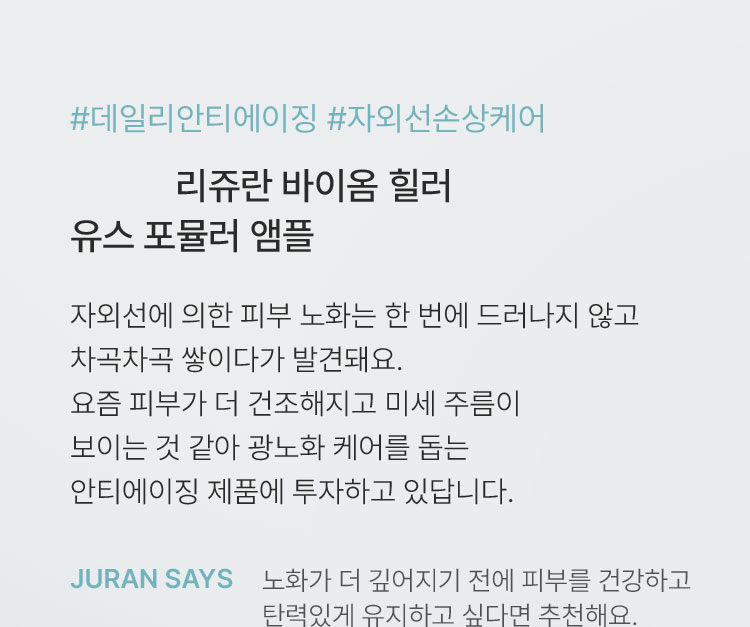 #데일리안티에이징 #자외선손상케어
리쥬란 바이옴 힐러
유스 포뮬러 앰플
자외선에 의한 피부 노화는 한 번에 드러나지 않고
차곡차곡 쌓이다가 발견돼요.
요즘 피부가 더 건조해지고 미세 주름이
보이는 것 같아 광노화 케어를 돕는
안티에이징 제품에 투자하고 있답니다.
JURAN SAYS 노화가 더 깊어지기 전에 피부를 건강하고
탄력있게 유지하고 싶다면 추천해요.